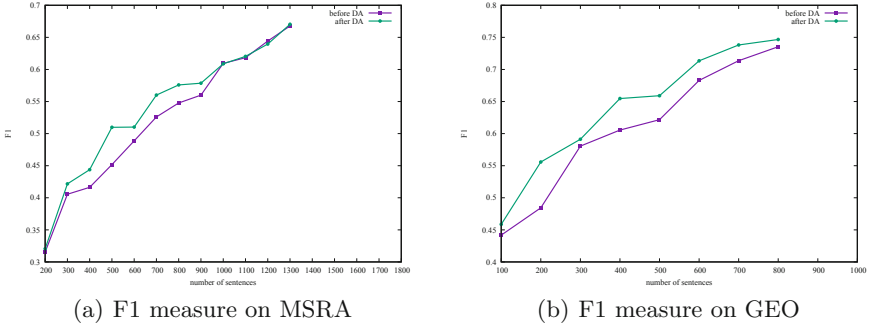 before DA
after DA
F1
0.7
0.65
0.6
0.55
0.5
0.45
0.4
0.35
0.3
200 300 400 500 600 700 800 900 1000 1100 1200 1300 1400 1500 1600 1700 1800
number of sentences
(a) F1 measure on MSRA
before DA
after DA
F1
0.8
0.75
0.7
0.65
0.6
0.55
0.5
0.45
0.4
100 200 300 400 500 600 700 800 900 1000
number of sentences
(b) F1 measure on GEO